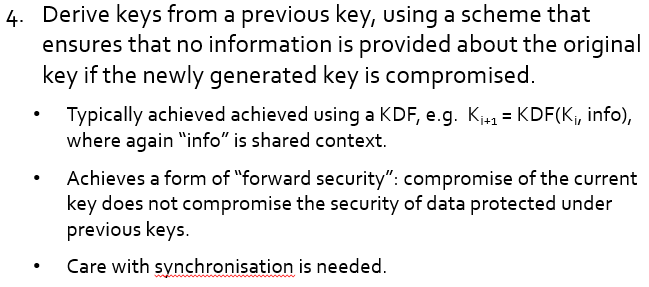 4. Derive keys from a previous key, using a scheme that
ensures that no information is provided about the original
key if the newly generated key is compromised.
• Typically achieved achieved using a KDF, e.g. Kᵢ₊₁ = KDF(Kᵢ, info),
where again “info” is shared context.
• Achieves a form of “forward security”: compromise of the current
key does not compromise the security of data protected under
previous keys.
• Care with synchronisation is needed.